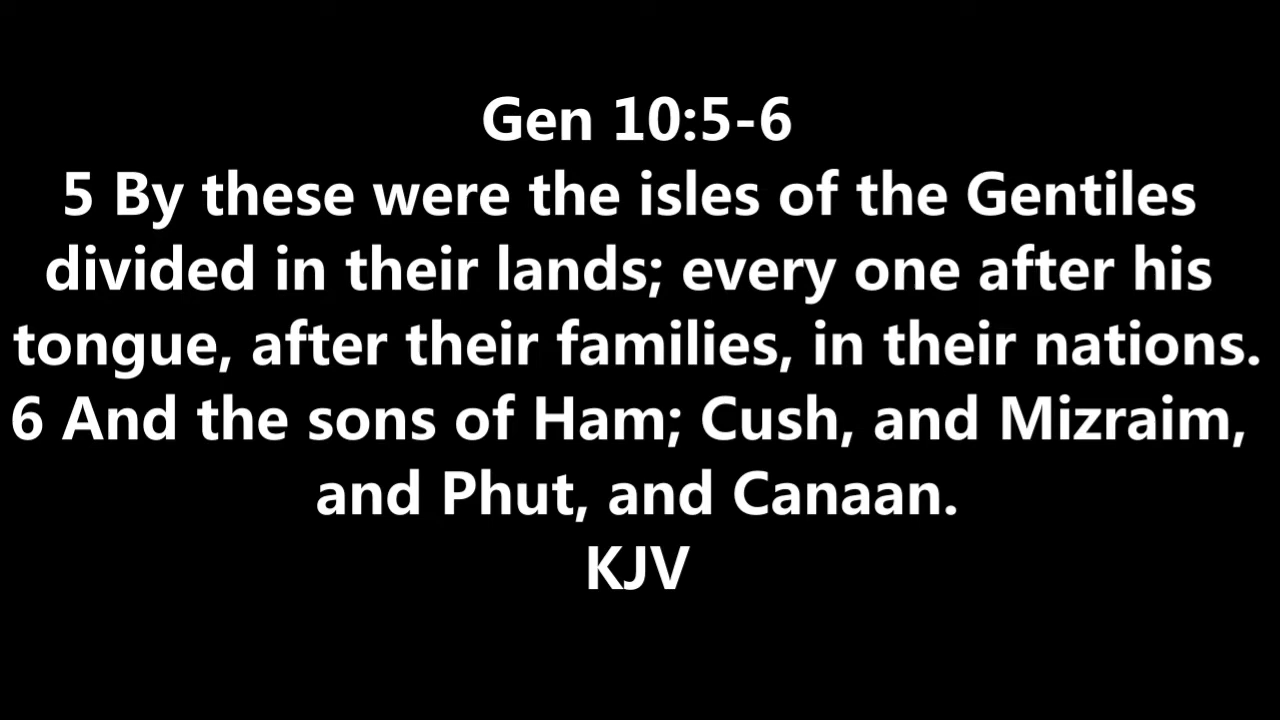 Gen 10:5-6
5 By these were the isles of the Gentiles
divided in their lands; every one after his
tongue, after their families, in their nations.
6 And the sons of Ham; Cush, and Mizraim,
and Phut, and Canaan.
KJV